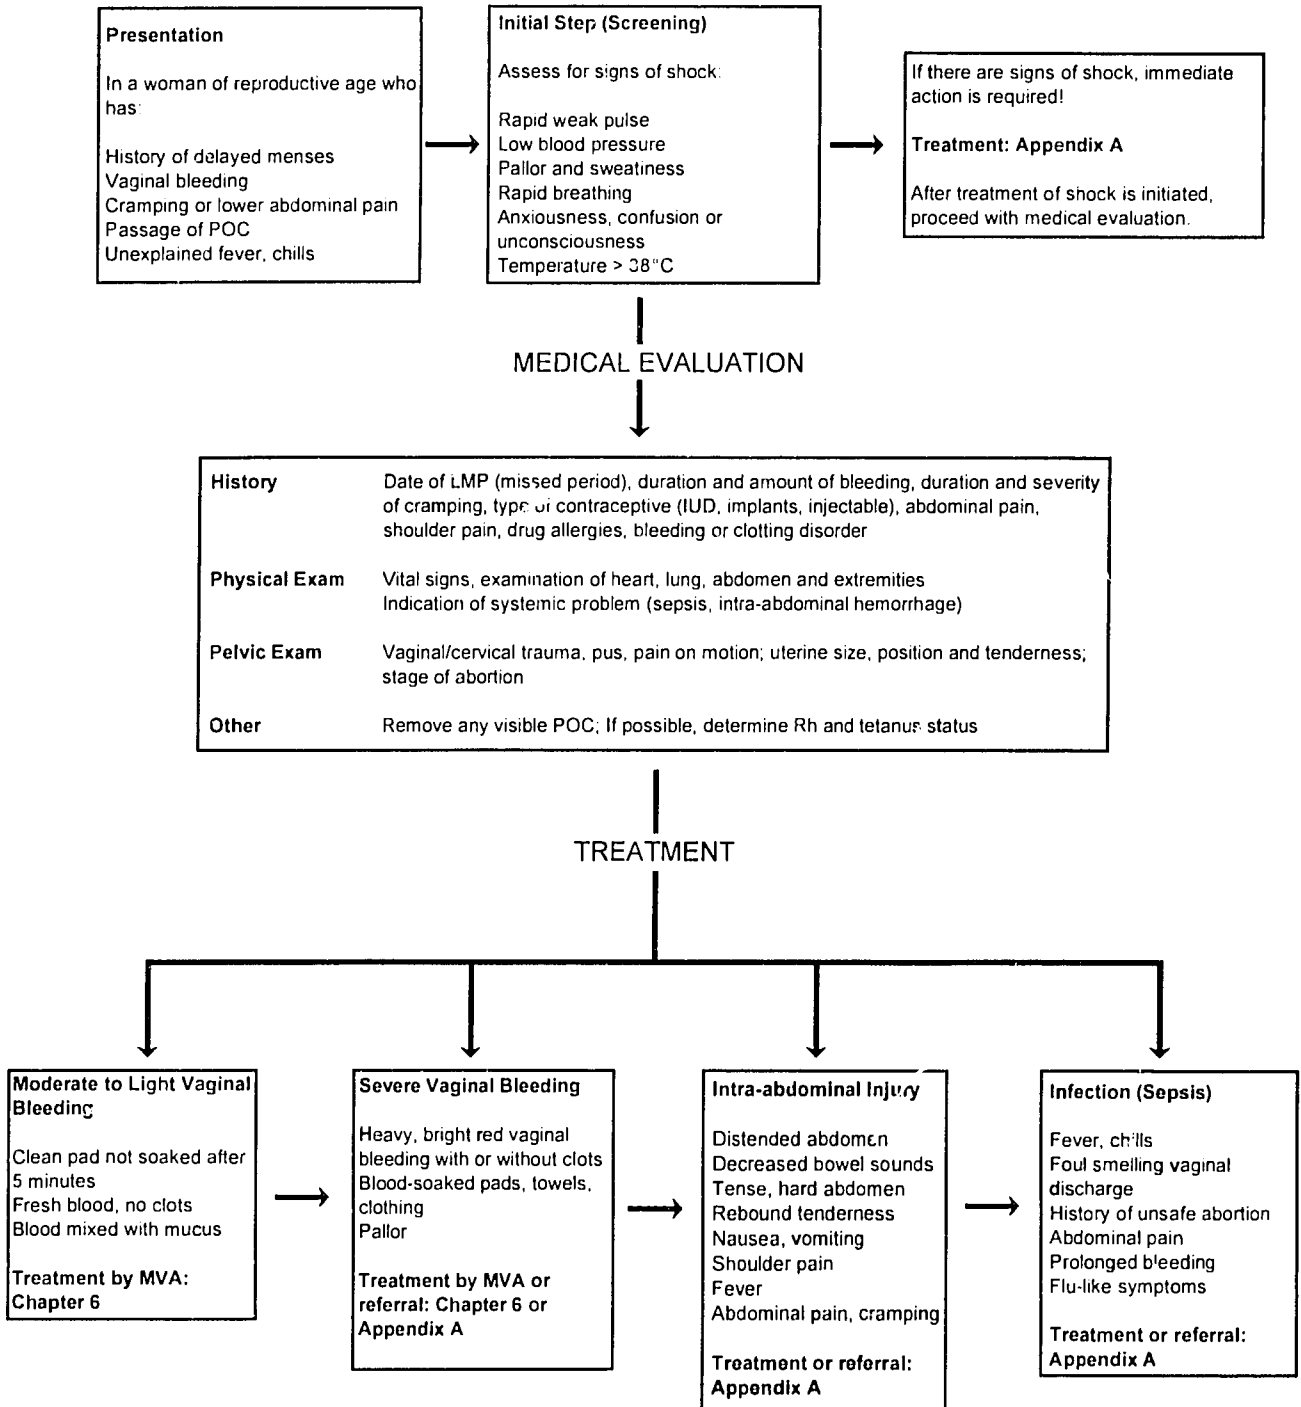 Presentation
In a woman of reproductive age who
has:
History of delayed menses
Vaginal bleeding
Cramping or lower abdominal pain
Passage of POC
Unexplained fever, chills
Initial Step (Screening)
Assess for signs of shock:
Rapid weak pulse
Low blood pressure
Pallor and sweatiness
Rapid breathing
Anxiousness, confusion or
unconsciousness
Temperature > 38°C
If there are signs of shock, immediate
action is required!
Treatment: Appendix A
After treatment of shock is initiated,
proceed with medical evaluation.
MEDICAL EVALUATION
History Date of LMP (missed period), duration and amount of bleeding, duration and severity
of cramping, type of contraceptive (IUD, implants, injectable), abdominal pain,
shoulder pain, drug allergies, bleeding or clotting disorder
Physical Exam Vital signs, examination of heart, lung, abdomen and extremities
Indication of systemic problem (sepsis, intra-abdominal hemorrhage)
Pelvic Exam Vaginal/cervical trauma, pus, pain on motion; uterine size, position and tenderness;
stage of abortion
Other Remove any visible POC; If possible, determine Rh and tetanus status
TREATMENT
Moderate to Light Vaginal
Bleeding
Clean pad not soaked after
5 minutes
Fresh blood, no clots
Blood mixed with mucus
Treatment by MVA:
Chapter 6
Severe Vaginal Bleeding
Heavy, bright red vaginal
bleeding with or without clots
Blood-soaked pads, towels,
clothing
Pallor
Treatment by MVA or
referral: Chapter 6 or
Appendix A
Intra-abdominal Injury
Distended abdomen
Decreased bowel sounds
Tense, hard abdomen
Rebound tenderness
Nausea, vomiting
Shoulder pain
Fever
Abdominal pain, cramping
Treatment or referral:
Appendix A
Infection (Sepsis)
Fever, chills
Foul smelling vaginal
discharge
History of unsafe abortion
Abdominal pain
Prolonged bleeding
Flu-like symptoms
Treatment or referral:
Appendix A